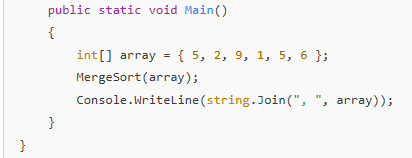 public static void Main()
{
int[] array = { 5, 2, 9, 1, 5, 6 };
MergeSort(array);
Console.WriteLine(string.Join(", ", array));
}
}